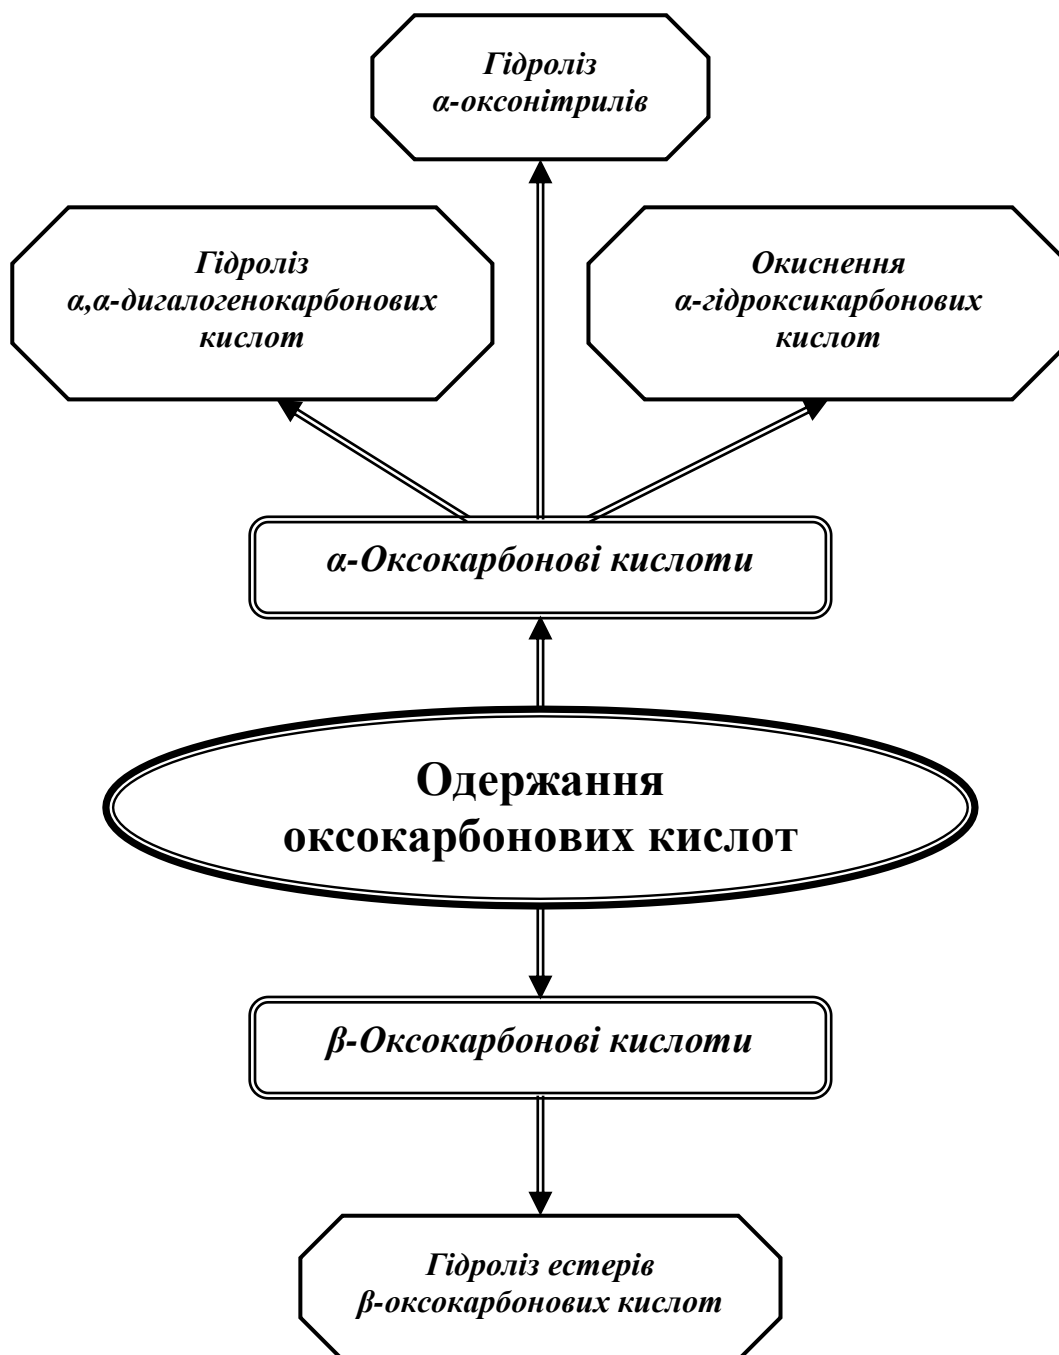 Гідроліз
α-оксонітрилів
Гідроліз
α,α-дигалогенокарбонових
кислот
Окиснення
α-гідроксикарбонових
кислот
α-Оксокарбонові кислоти
Одержання
оксокарбонових кислот
β-Оксокарбонові кислоти
Гідроліз естерів
β-оксокарбонових кислот